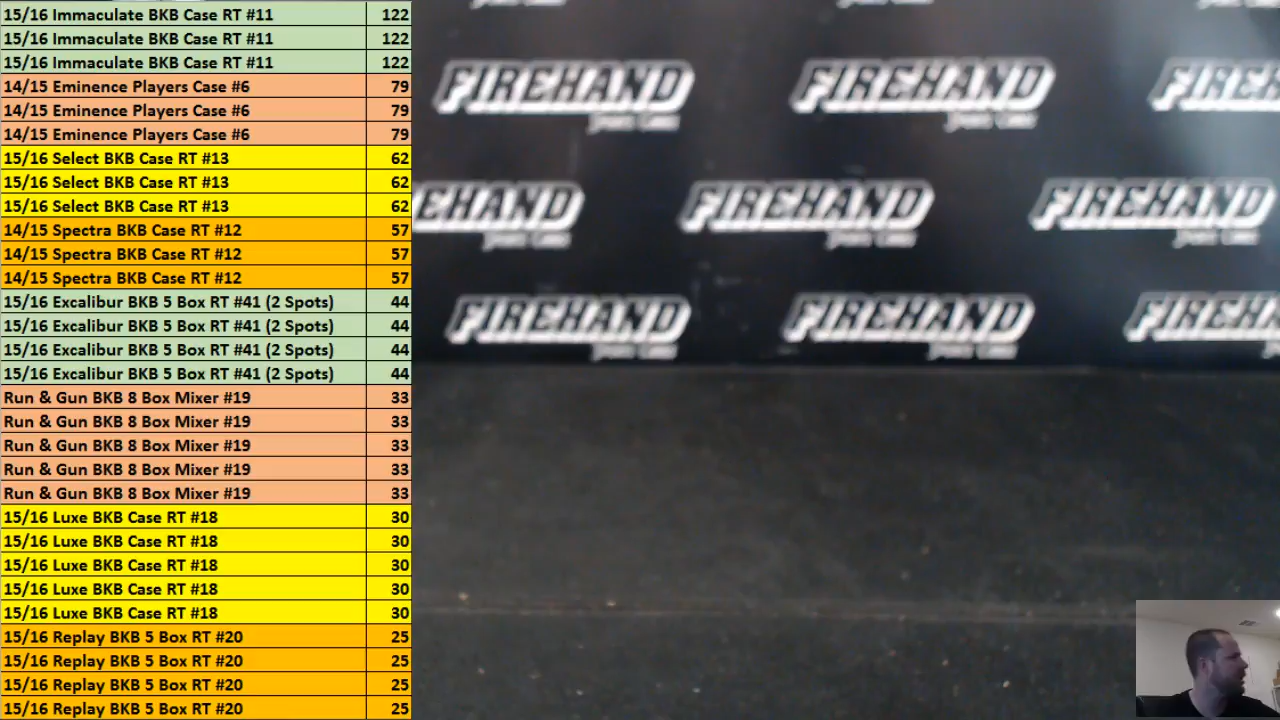 15/16 Immaculate BKB Case RT #11 122
15/16 Immaculate BKB Case RT #11 122
15/16 Immaculate BKB Case RT #11 122
14/15 Eminence Players Case #6 79
14/15 Eminence Players Case #6 79
14/15 Eminence Players Case #6 79
15/16 Select BKB Case RT #13 62
15/16 Select BKB Case RT #13 62
15/16 Select BKB Case RT #13 62
14/15 Spectra BKB Case RT #12 57
14/15 Spectra BKB Case RT #12 57
14/15 Spectra BKB Case RT #12 57
15/16 Excalibur BKB 5 Box RT #41 (2 Spots) 44
15/16 Excalibur BKB 5 Box RT #41 (2 Spots) 44
15/16 Excalibur BKB 5 Box RT #41 (2 Spots) 44
15/16 Excalibur BKB 5 Box RT #41 (2 Spots) 44
Run & Gun BKB 8 Box Mixer #19 33
Run & Gun BKB 8 Box Mixer #19 33
Run & Gun BKB 8 Box Mixer #19 33
Run & Gun BKB 8 Box Mixer #19 33
Run & Gun BKB 8 Box Mixer #19 33
15/16 Luxe BKB Case RT #18 30
15/16 Luxe BKB Case RT #18 30
15/16 Luxe BKB Case RT #18 30
15/16 Luxe BKB Case RT #18 30
15/16 Luxe BKB Case RT #18 30
15/16 Replay BKB 5 Box RT #20 25
15/16 Replay BKB 5 Box RT #20 25
15/16 Replay BKB 5 Box RT #20 25
15/16 Replay BKB 5 Box RT #20 25
FIREHAND FIREHAND FIREHAND
EHAND FIREHAND FIREHAND
FIREHAND FIREHAND FIREHAN